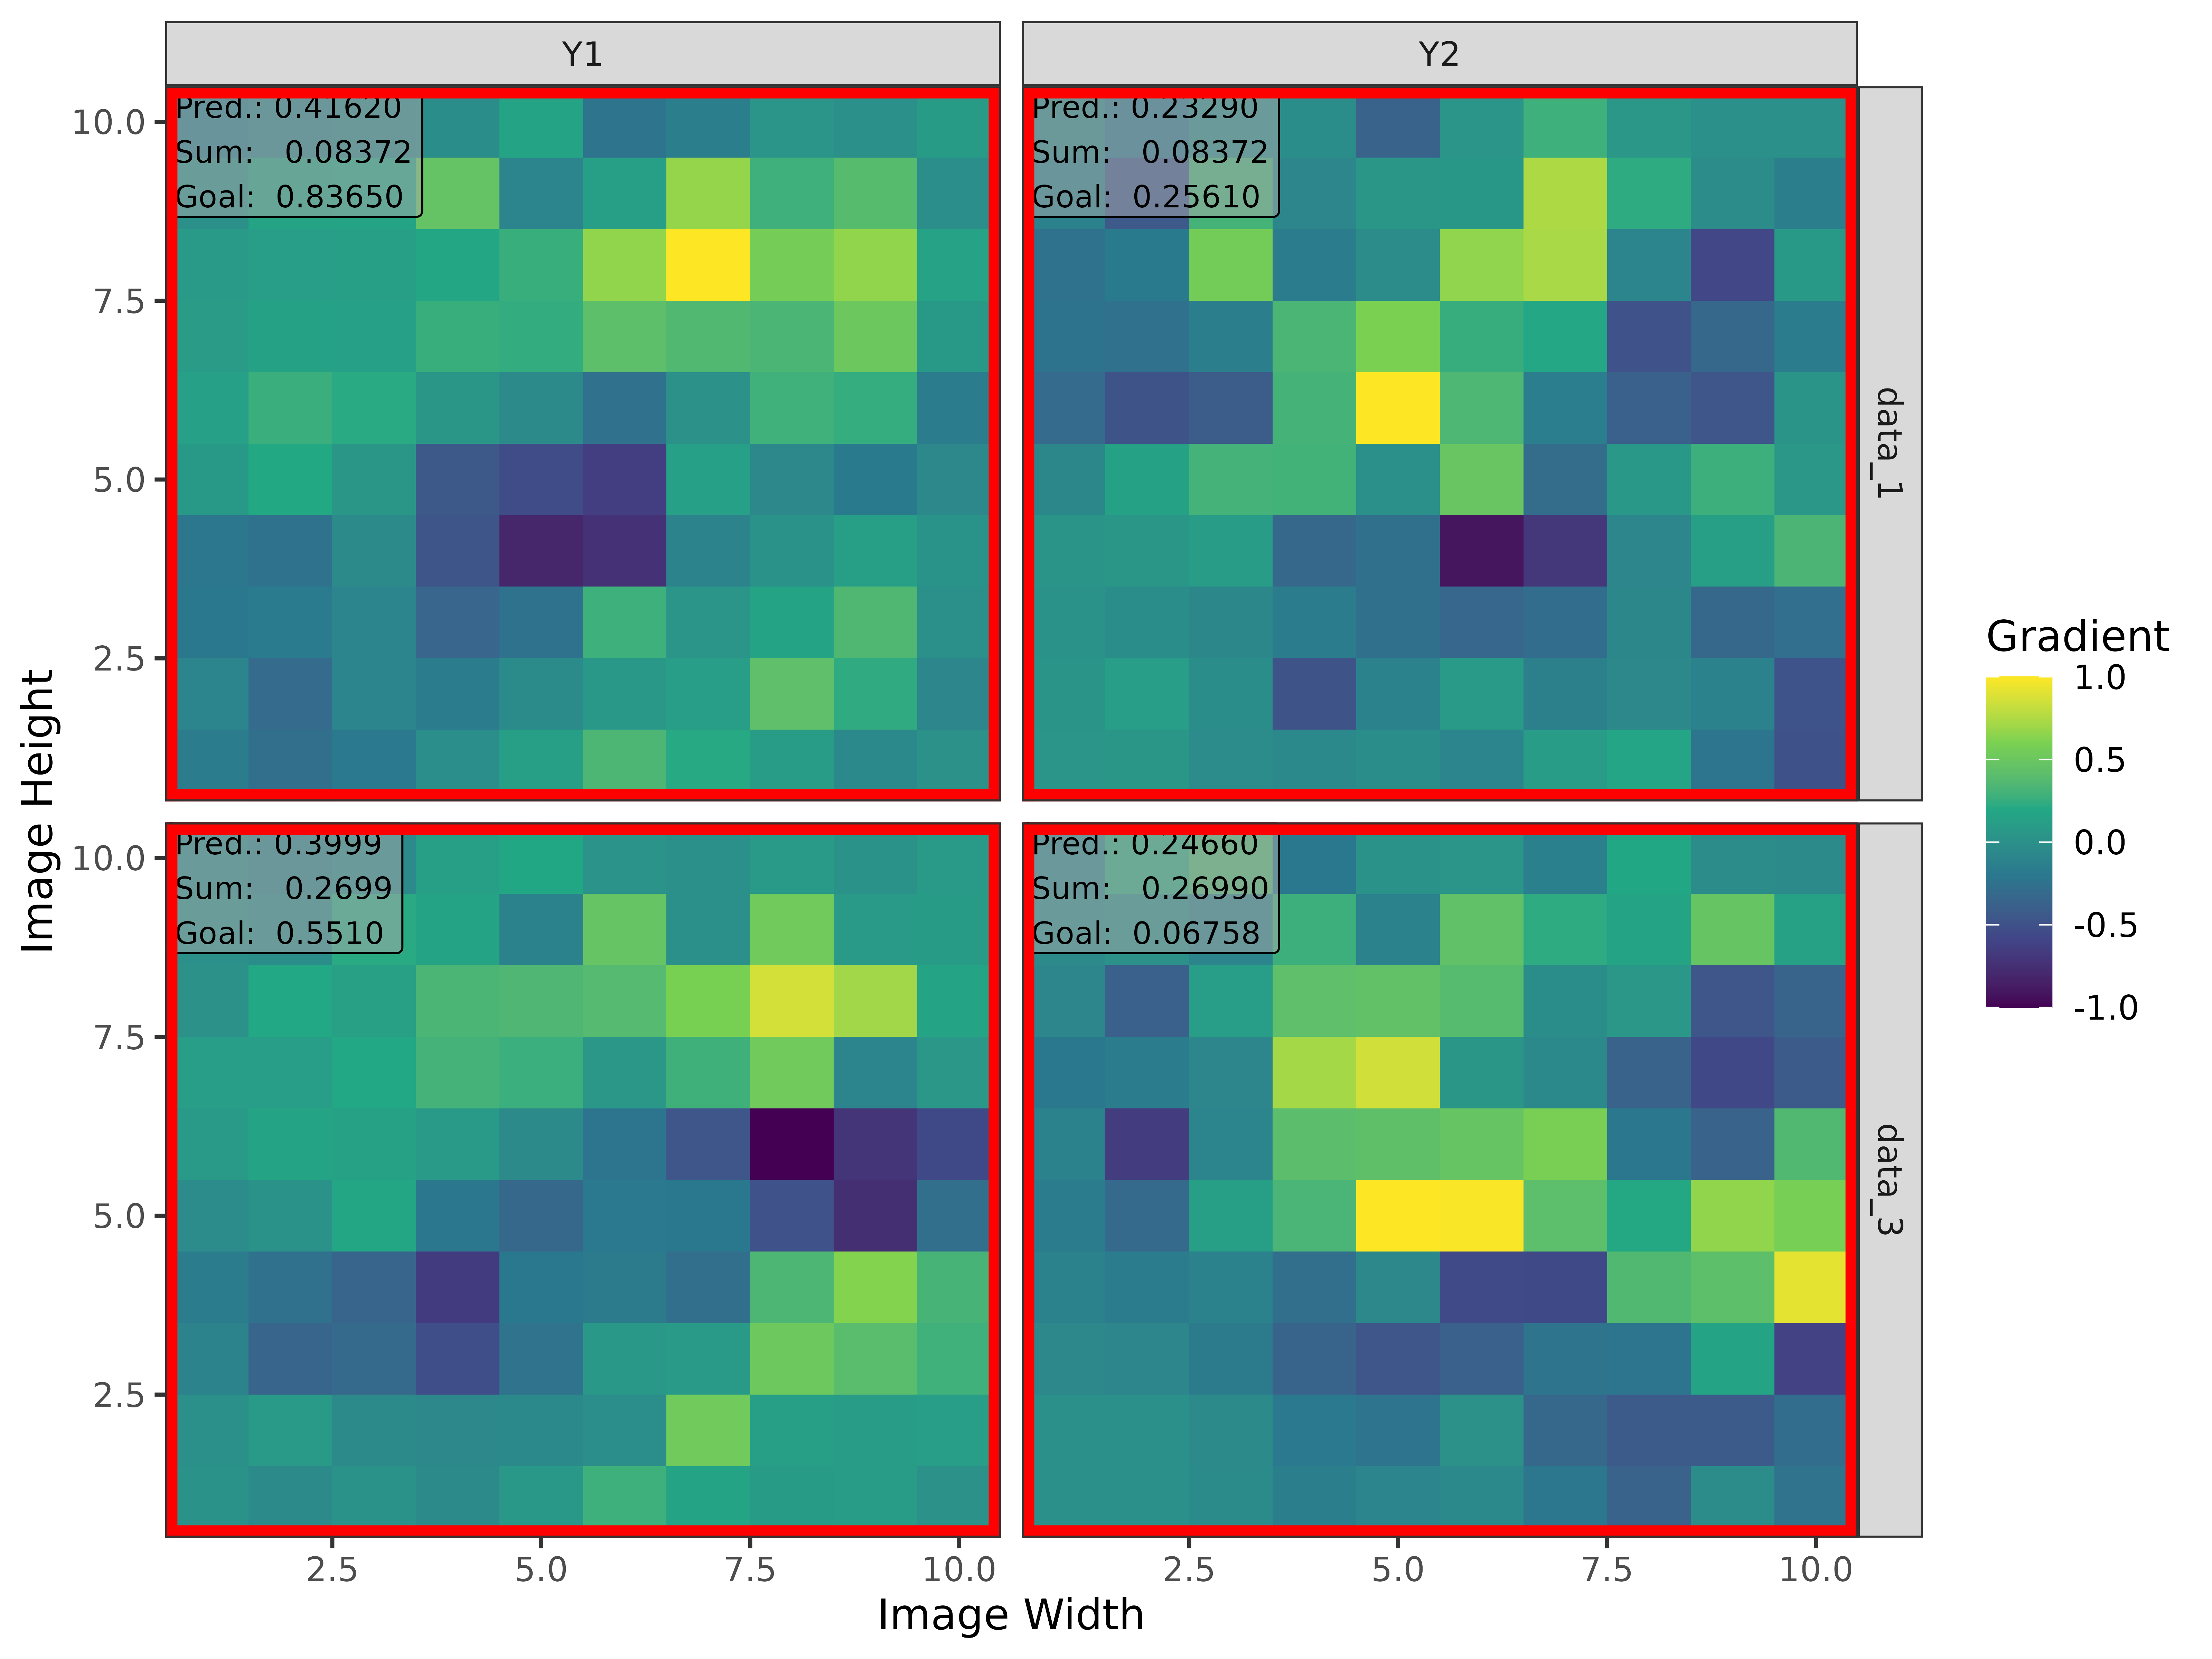 Y1
Y2
Pred.: 0.41620
Sum: 0.08372
Goal: 0.83650
Pred.: 0.23290
Sum: 0.08372
Goal: 0.25610
10.0
7.5
5.0
2.5
data_1
Pred.: 0.3999
Sum: 0.2699
Goal: 0.5510
Pred.: 0.24660
Sum: 0.26990
Goal: 0.06758
10.0
7.5
5.0
2.5
data_3
Image Height
2.5 5.0 7.5 10.0
2.5 5.0 7.5 10.0
Image Width
Gradient
1.0
0.5
0.0
-0.5
-1.0